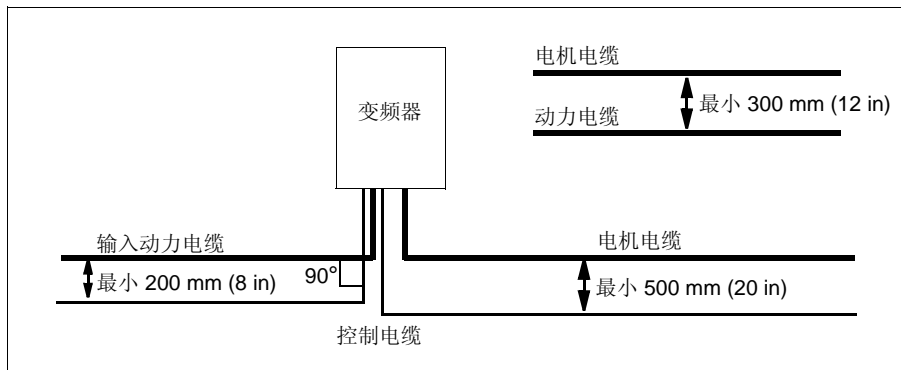 电机电缆
变频器
最小 300 mm (12 in)
动力电缆
输入动力电缆
电机电缆
90°
最小 200 mm (8 in)
最小 500 mm (20 in)
控制电缆